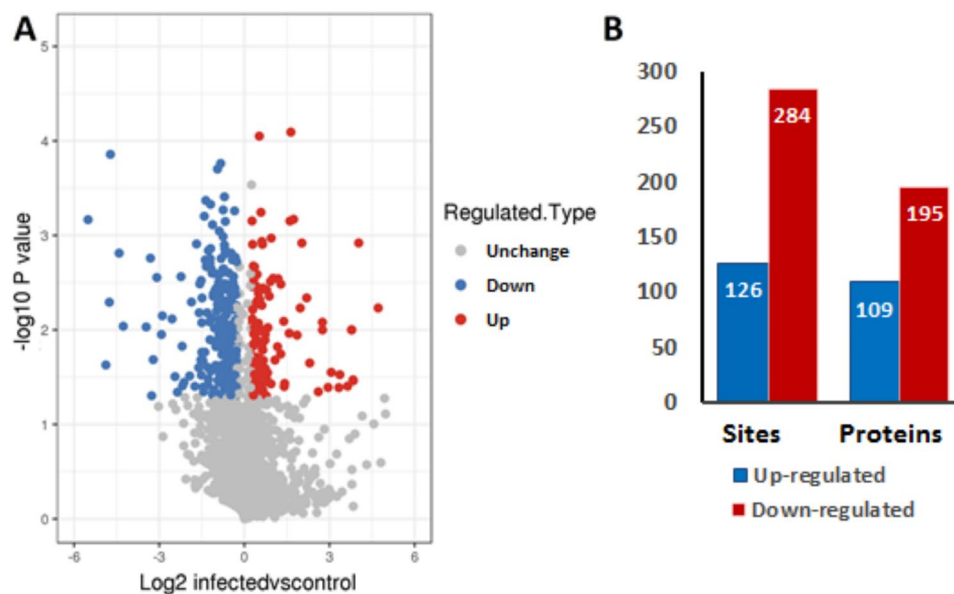 A
5
4
3
2
1
0
-log10 P value
-6
-3
0
3
6
Log2 infectedvscontrol
Regulated.Type
Unchange
Down
Up
B
300
250
200
150
100
50
0
126
284
109
195
Sites
Proteins
Up-regulated
Down-regulated